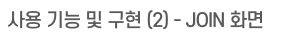 사용 기능 및 구현 (2) - JOIN 화면